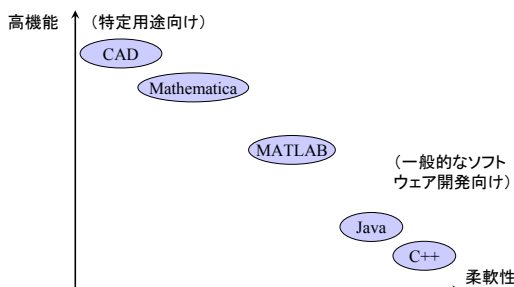 高機能
（特定用途向け）
CAD
Mathematica
MATLAB
（一般的なソフト
ウェア開発向け）
Java
C++
柔軟性